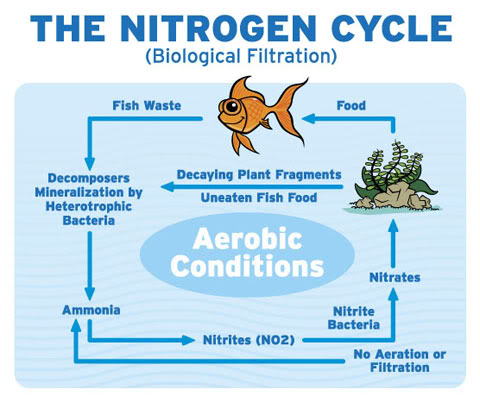 THE NITROGEN CYCLE
(Biological Filtration)
Fish Waste
Food
Decomposers
Mineralization by
Heterotrophic
Bacteria
Decaying Plant Fragments
Uneaten Fish Food
Aerobic
Conditions
Nitrates
Ammonia
Nitrite
Bacteria
Nitrites (NO2)
No Aeration or
Filtration